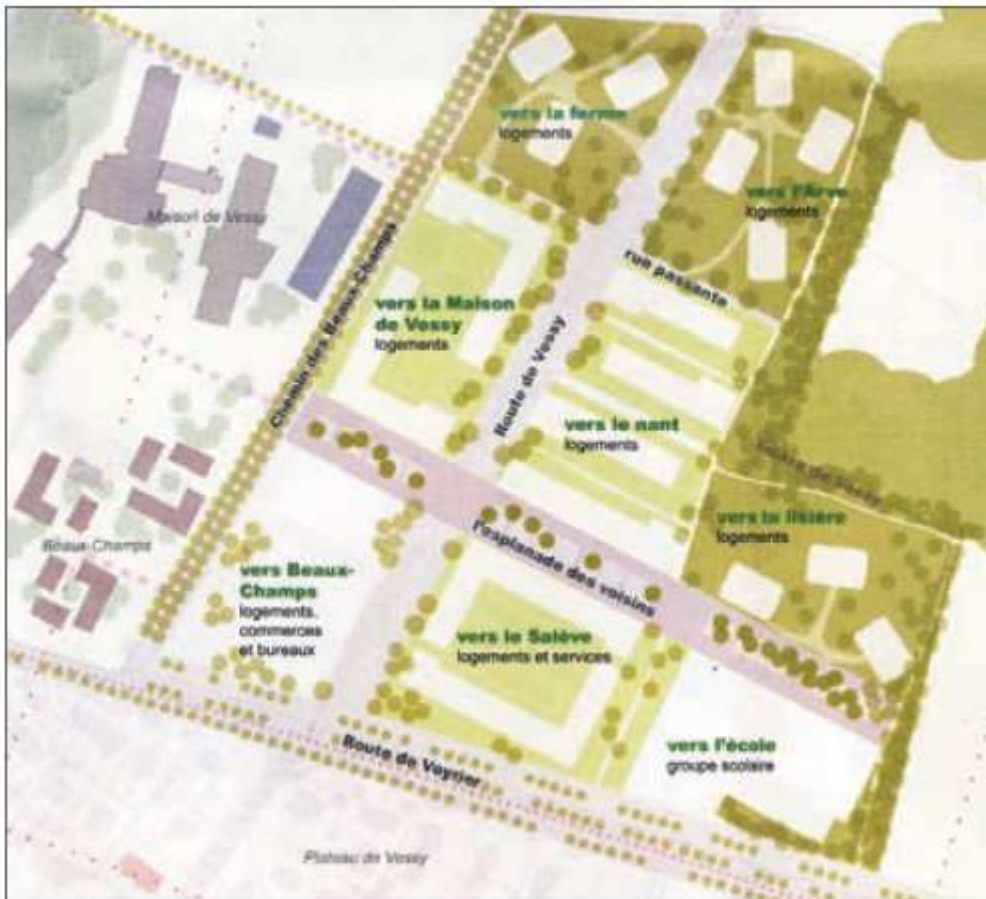 vers la ferme
logements
vers l'Arve
logements
Maison de Vessy
rue passante
Chemin des Beaux-Champs
vers la Maison
de Vessy
logements
Route de Vessy
vers le nant
logements
vers la lisière
logements
l'esplanade des voisins
Beaux-Champs
vers Beaux-
Champs
logements,
commerces
et bureaux
vers le Salève
logements et services
vers l'école
groupe scolaire
Route de Veyrier
Plateau de Vessy